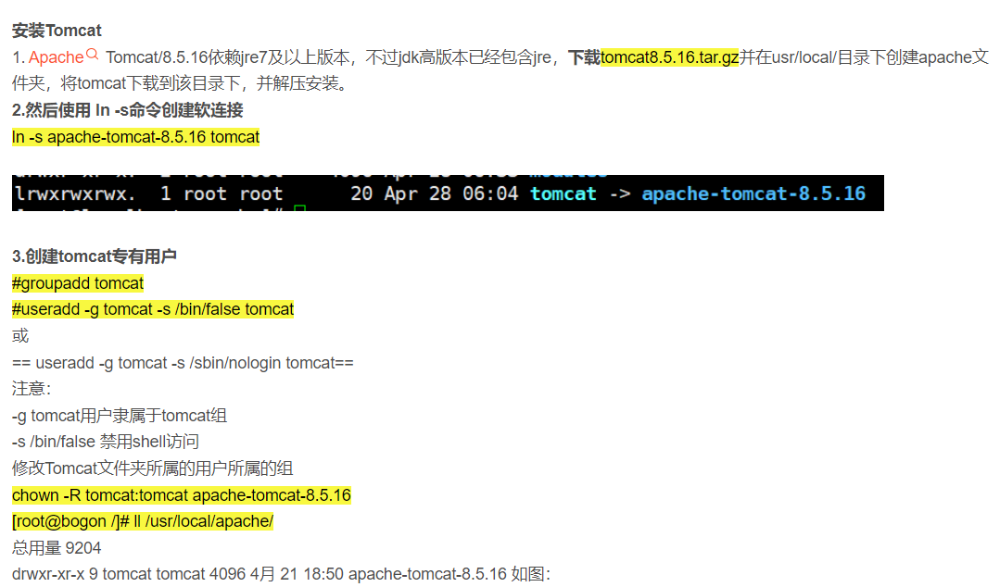 安装Tomcat
1. Apache Tomcat/8.5.16依赖jre7及以上版本，不过jdk高版本已经包含jre，下载tomcat8.5.16.tar.gz并在usr/local/目录下创建apache文
件夹，将tomcat下载到该目录下，并解压安装。
2.然后使用 ln -s命令创建软连接
ln -s apache-tomcat-8.5.16 tomcat
lrwxrwxrwx. 1 root root 20 Apr 28 06:04 tomcat -> apache-tomcat-8.5.16
3.创建tomcat专有用户
#groupadd tomcat
#useradd -g tomcat -s /bin/false tomcat
或
== useradd -g tomcat -s /sbin/nologin tomcat==
注意：
-g tomcat用户隶属于tomcat组
-s /bin/false 禁用shell访问
修改Tomcat文件夹所属的用户所属的组
chown -R tomcat:tomcat apache-tomcat-8.5.16
[root@bogon /]# ll /usr/local/apache/
总用量 9204
drwxr-xr-x 9 tomcat tomcat 4096 4月 21 18:50 apache-tomcat-8.5.16 如图：